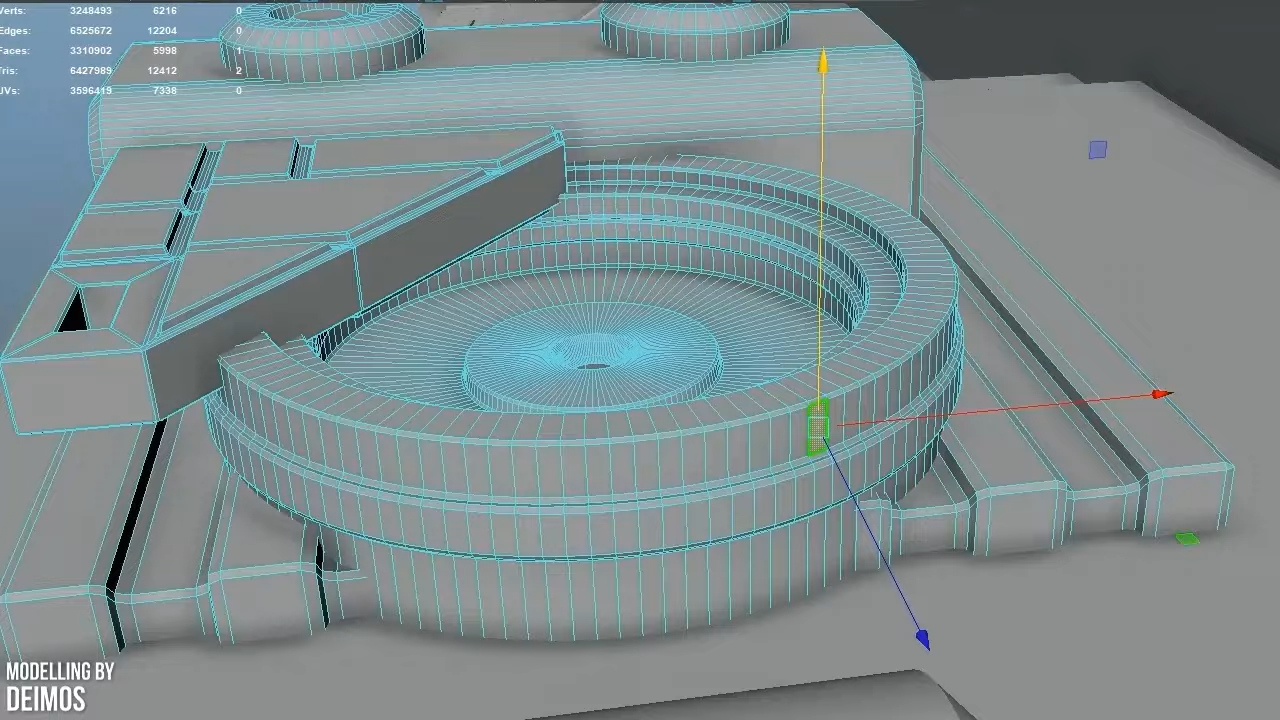 Verts: 3248493 6216 0
Edges: 6525672 12204 0
Faces: 3310902 5998 1
Tris: 6427989 12412 2
UVs: 3596419 7338 0
MODELLING BY
DEIMOS